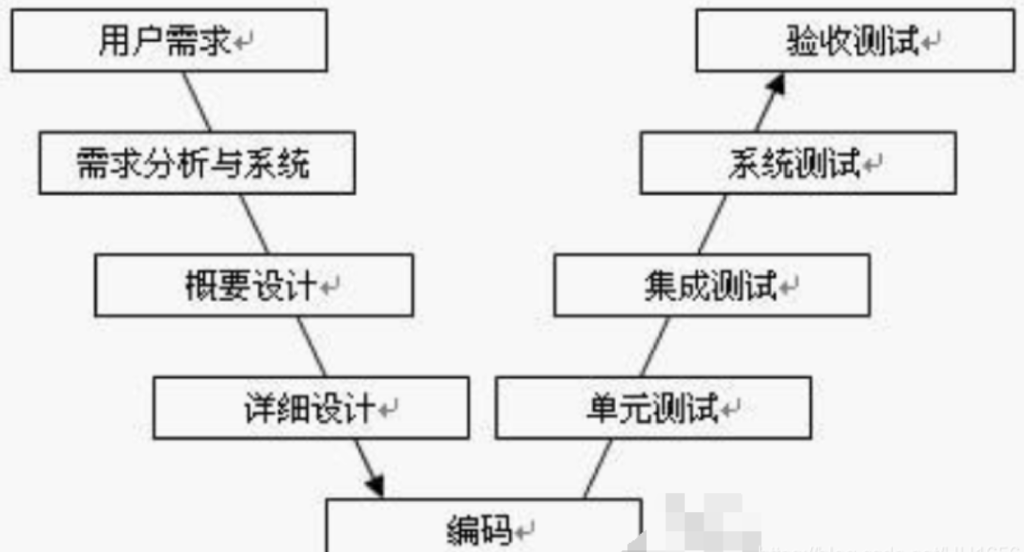 用户需求
验收测试
需求分析与系统
系统测试
概要设计
集成测试
详细设计
单元测试
编码